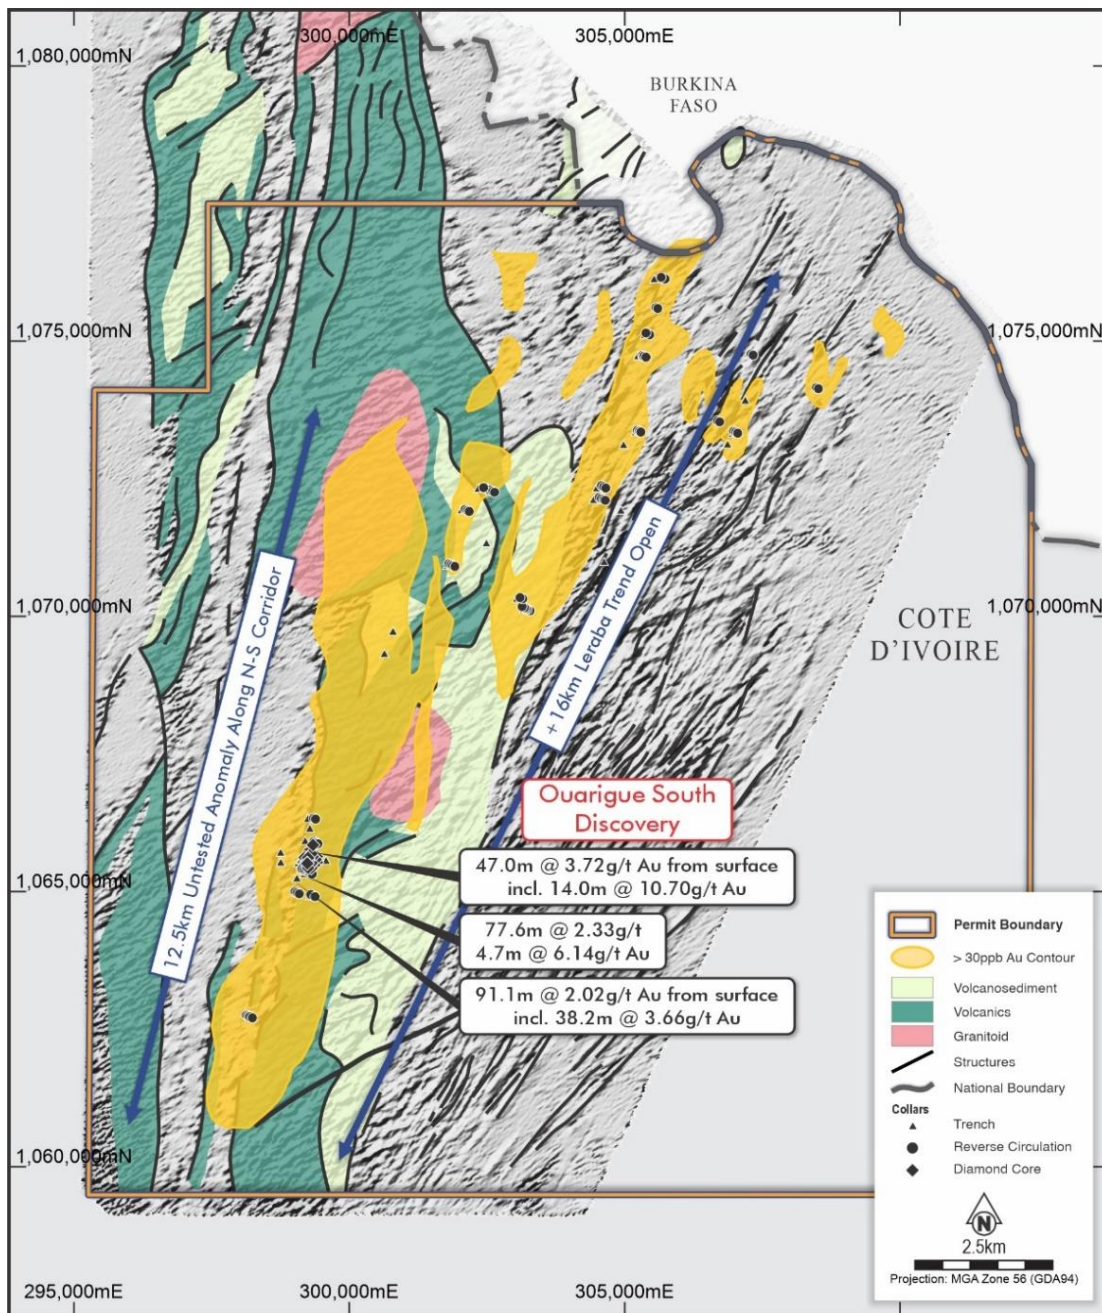 300,000mE
305,000mE
1,080,000mN
BURKINA
FASO
1,075,000mN
1,075,000mN
1,070,000mN
1,070,000mN
COTE
D'IVOIRE
12.5km Untested Anomaly Along N-S Corridor
+16km Leraba Trend Open
Ouarigue South
Discovery
47.0m @ 3.72g/t Au from surface
incl. 14.0m @ 10.70g/t Au
1,065,000mN
77.6m @ 2.33g/t
4.7m @ 6.14g/t Au
91.1m @ 2.02g/t Au from surface
incl. 38.2m @ 3.66g/t Au
1,060,000mN
Permit Boundary
> 30ppb Au Contour
Volcanosediment
Volcanics
Granitoid
Structures
National Boundary
Collars
Trench
Reverse Circulation
Diamond Core
N
2.5km
Projection: MGA Zone 56 (GDA94)
295,000mE
300,000mE
305,000mE